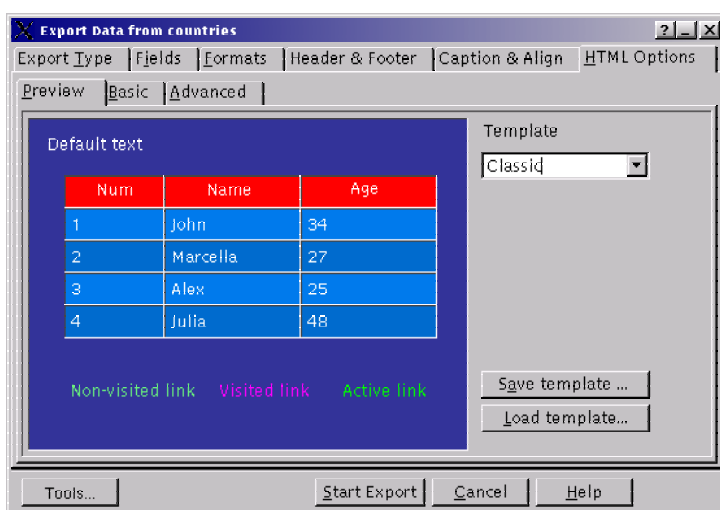 Export Data from countries
Export Type Fields Formats Header & Footer Caption & Align HTML Options
Preview Basic Advanced
Default text
Num Name Age
1 John 34
2 Marcella 27
3 Alex 25
4 Julia 48
Non-visited link Visited link Active link
Template
Classic
Save template ...
Load template...
Tools... Start Export Cancel Help